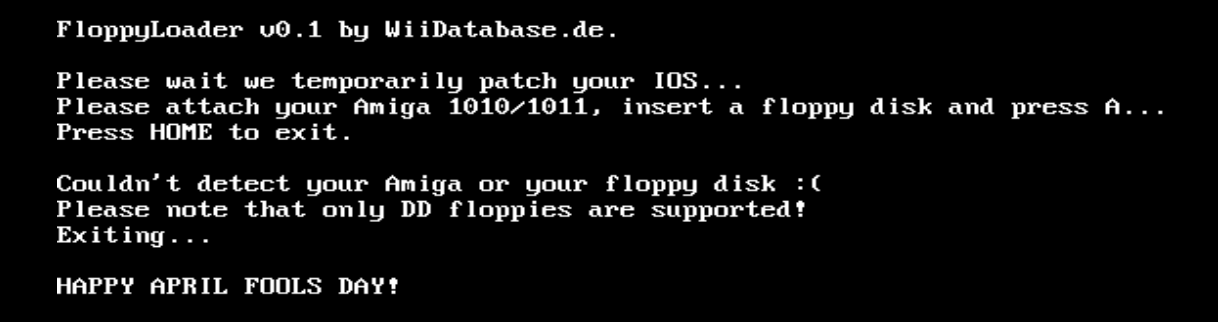 FloppyLoader v0.1 by WiiDatabase.de.
Please wait we temporarily patch your IOS...
Please attach your Amiga 1010/1011, insert a floppy disk and press A...
Press HOME to exit.
Couldn't detect your Amiga or your floppy disk :(
Please note that only DD floppies are supported!
Exiting...
HAPPY APRIL FOOLS DAY!